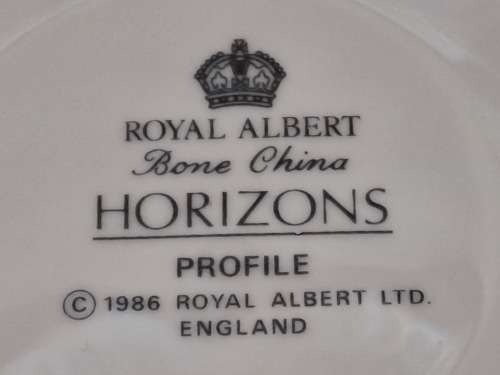 ROYAL ALBERT
Bone China
HORIZONS
PROFILE
© 1986 ROYAL ALBERT LTD.
ENGLAND